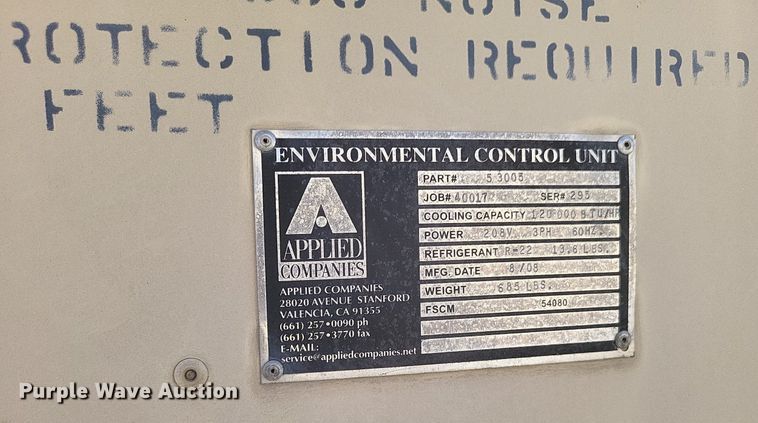 NOISE
ROTECTION REQUIRED
FEET
ENVIRONMENTAL CONTROL UNIT
A
APPLIED
COMPANIES
APPLIED COMPANIES
28020 AVENUE STANFORD
VALENCIA, CA 91355
(661) 257•0090 ph
(661) 257•3770 fax
E-MAIL:
service@appliedcompanies.net
PART# 53003
JOB# 40017 SER# 293
COOLING CAPACITY 120 000 BTU/HR
POWER 208V 3PH 60HZ
REFRIGERANT R-22 13.6 LBS.
MFG. DATE 8/08
WEIGHT 685 LBS.
FSCM 54080
Purple Wave Auction